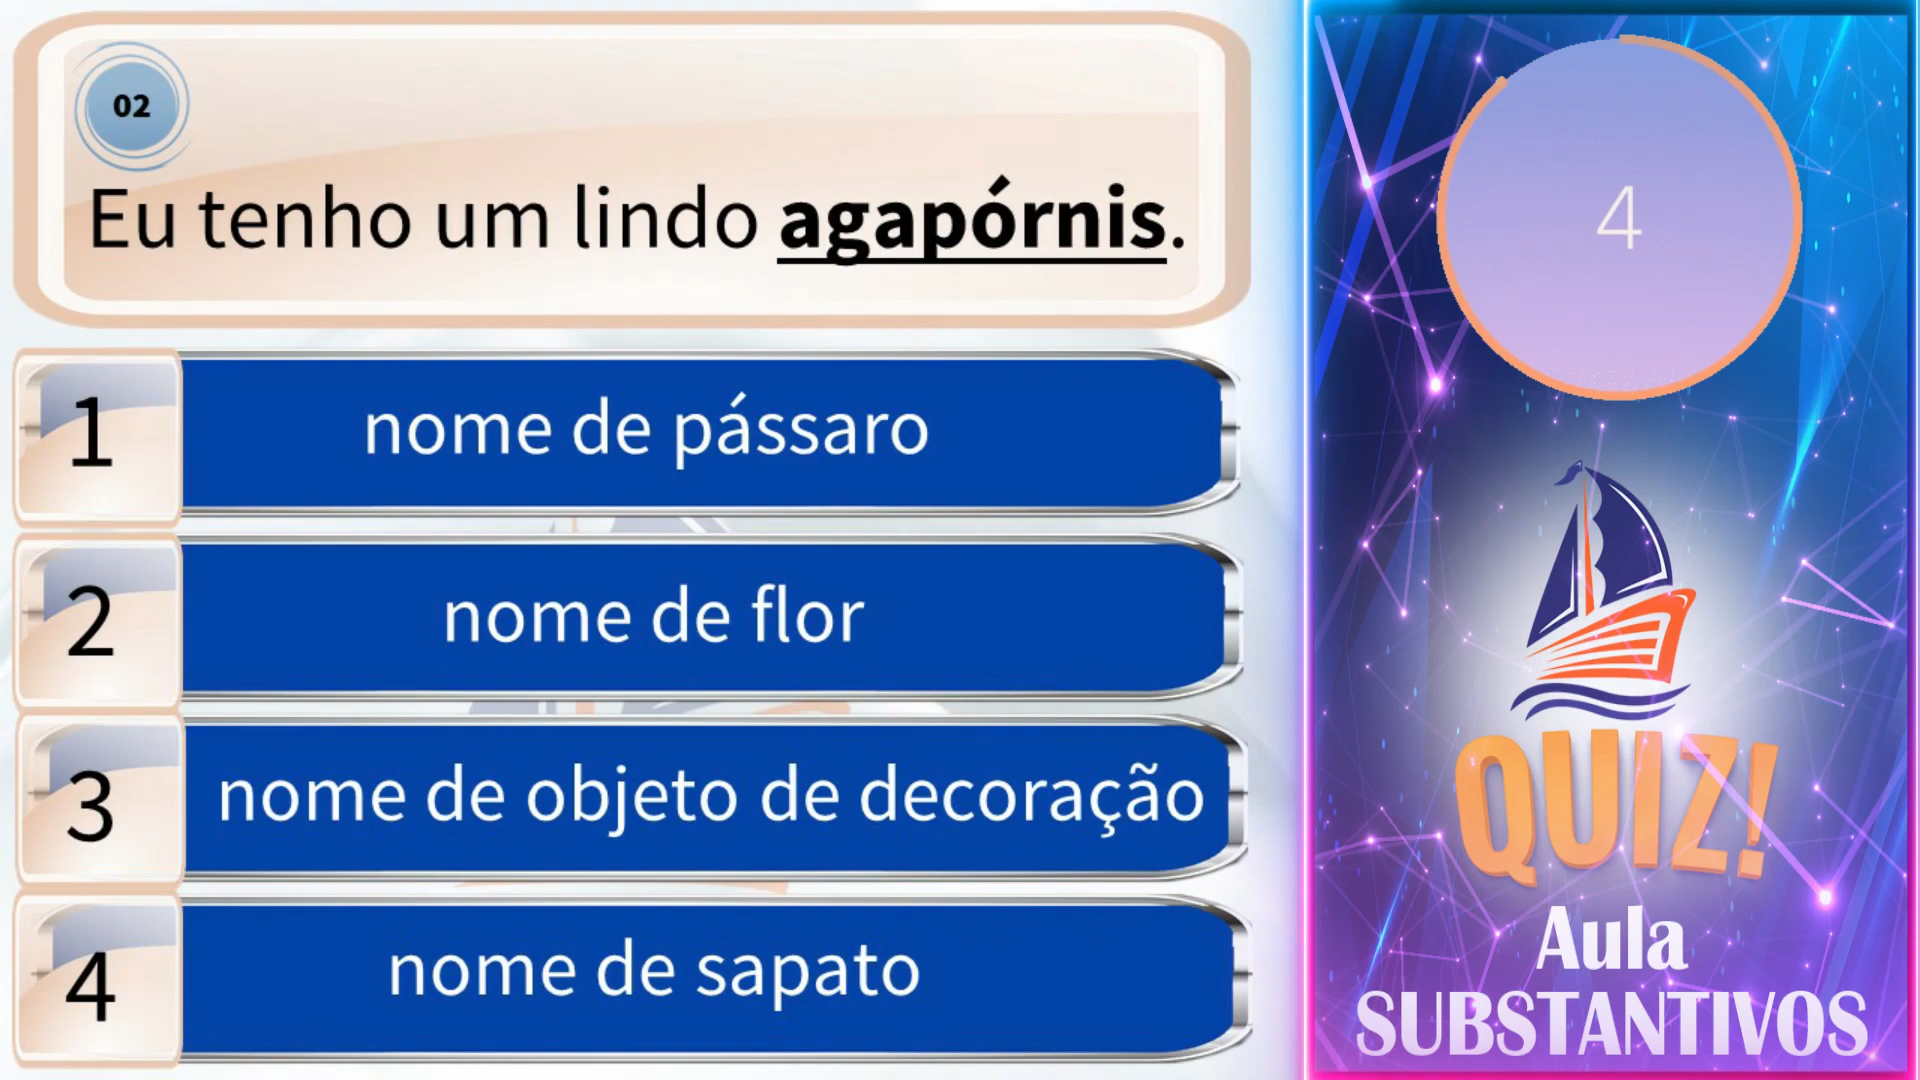 02
Eu tenho um lindo agapórnis.
1
nome de pássaro
2
nome de flor
3
nome de objeto de decoração
4
nome de sapato
4
QUIZ!
Aula
SUBSTANTIVOS